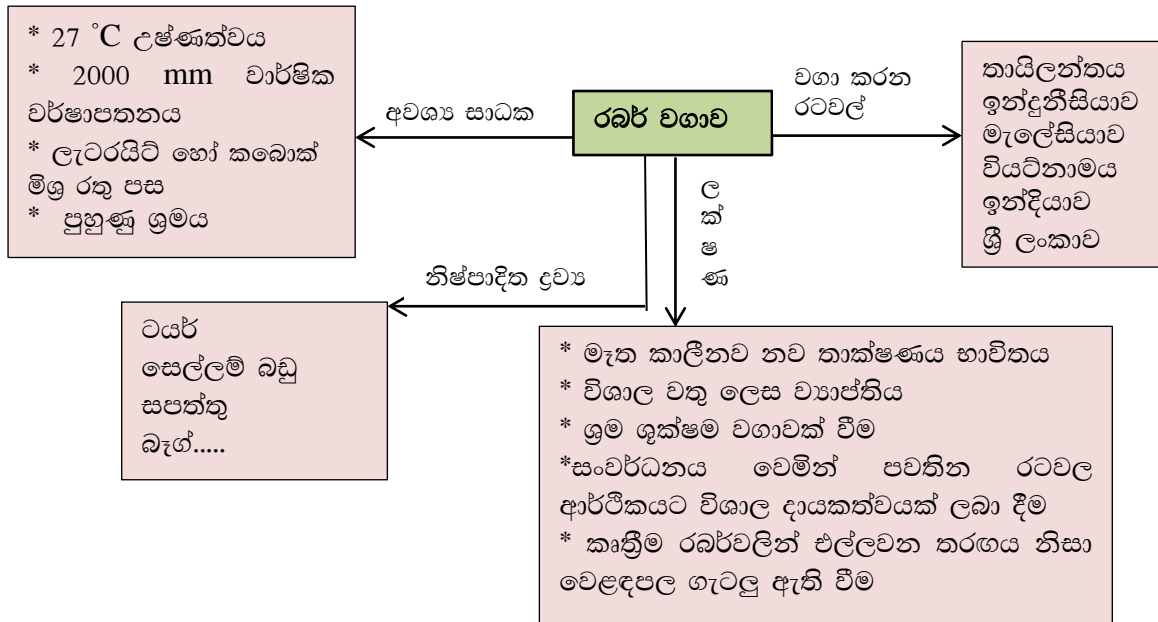 * 27 °C උෂ්ණත්වය
* 2000 mm වාර්ෂික
වර්ෂාපතනය
* ලැටරයිට් හෝ කබොක්
මිශ්‍ර රතු පස
* පුහුණු ශ්‍රමය
අවශ්‍ය සාධක
රබර් වගාව
වගා කරන
රටවල්
තායිලන්තය
ඉන්දුනීසියාව
මැලේසියාව
වියට්නාමය
ඉන්දියාව
ශ්‍රී ලංකාව
ල
ක්
ෂ
ණ
නිෂ්පාදිත ද්‍රව්‍ය
ටයර්
සෙල්ලම් බඩු
සපත්තු
බෑග්.....
* මෑත කාලීනව නව තාක්ෂණය භාවිතය
* විශාල වතු ලෙස ව්‍යාප්තිය
* ශ්‍රම ශූක්ෂම වගාවක් වීම
*සංවර්ධනය වෙමින් පවතින රටවල
ආර්ථිකයට විශාල දායකත්වයක් ලබා දීම
* කෘත්‍රීම රබර්වලින් එල්ලවන තරඟය නිසා
වෙළඳපල ගැටලු ඇති වීම